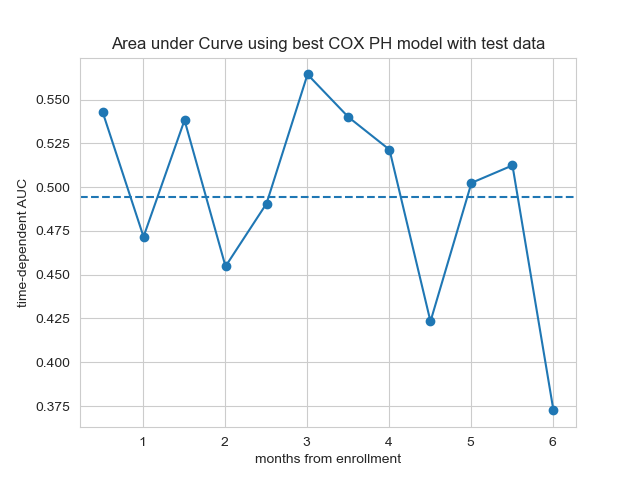 Area under Curve using best COX PH model with test data
0.550
0.525
0.500
0.475
0.450
0.425
0.400
0.375
time-dependent AUC
1 2 3 4 5 6
months from enrollment